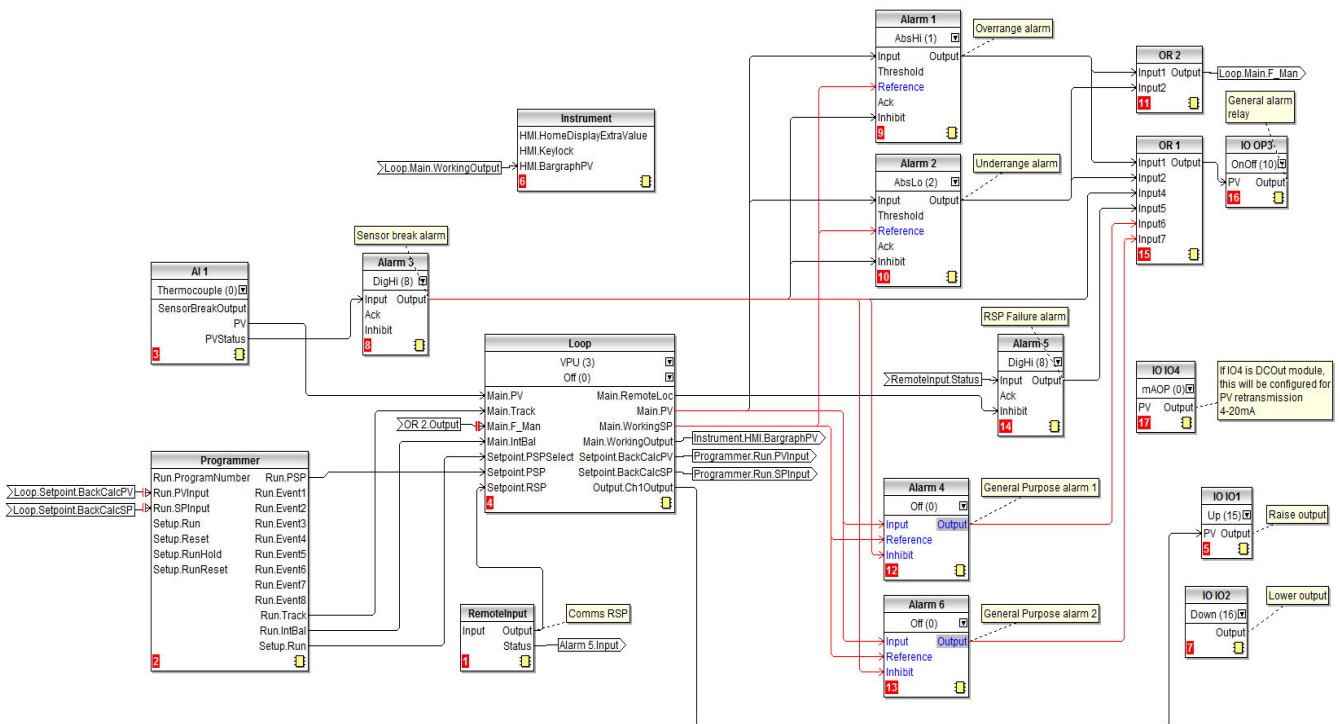 Alarm 1
AbsHi (1)
Input Output
Threshold
Reference
Ack
Inhibit
9
Overrange alarm
OR 2
Input1 Output
Input2
11
Loop.Main.F_Man
General alarm
relay
Instrument
HMI.HomeDisplayExtraValue
HMI.Keylock
HMI.BargraphPV
6
Loop.Main.WorkingOutput
Alarm 2
AbsLo (2)
Input Output
Threshold
Reference
Ack
Inhibit
10
Underrange alarm
OR 1
Input1 Output
Input2
Input4
Input5
Input6
Input7
15
IO OP3
OnOff (10)
PV Output
16
Sensor break alarm
Alarm 3
DigHi (8)
Input Output
Ack
Inhibit
8
AI 1
Thermocouple (0)
SensorBreakOutput
PV
PVStatus
3
Loop
VPU (3)
Off (0)
Main.PV Main.RemoteLoc
Main.Track Main.PV
Main.F_Man Main.WorkingSP
Main.IntBal Main.WorkingOutput
Setpoint.PSPSelect Setpoint.BackCalcPV
Setpoint.PSP Setpoint.BackCalcSP
Setpoint.RSP Output.Ch1Output
4
OR 2.Output
Instrument.HMI.BargraphPV
Programmer.Run.PVInput
Programmer.Run.SPInput
RSP Failure alarm
Alarm 5
DigHi (8)
Input Output
Ack
Inhibit
14
RemoteInput.Status
IO IO4
mAOP (0)
PV Output
17
If IO4 is DCOut module,
this will be configured for
PV retransmission
4-20mA
Programmer
Run.ProgramNumber Run.PSP
Run.PVInput Run.Event1
Run.SPInput Run.Event2
Setup.Run Run.Event3
Setup.Reset Run.Event4
Setup.RunHold Run.Event5
Setup.RunReset Run.Event6
Run.Event7
Run.Event8
Run.Track
Run.IntBal
Setup.Run
2
Loop.Setpoint.BackCalcPV
Loop.Setpoint.BackCalcSP
Alarm 4
Off (0)
Input Output
Reference
Inhibit
12
General Purpose alarm 1
IO IO1
Up (15)
PV Output
5
Raise output
RemoteInput
Input Output
Status
1
Comms RSP
Alarm 5.Input
Alarm 6
Off (0)
Input Output
Reference
Inhibit
13
General Purpose alarm 2
IO IO2
Down (16)
Output
7
Lower output